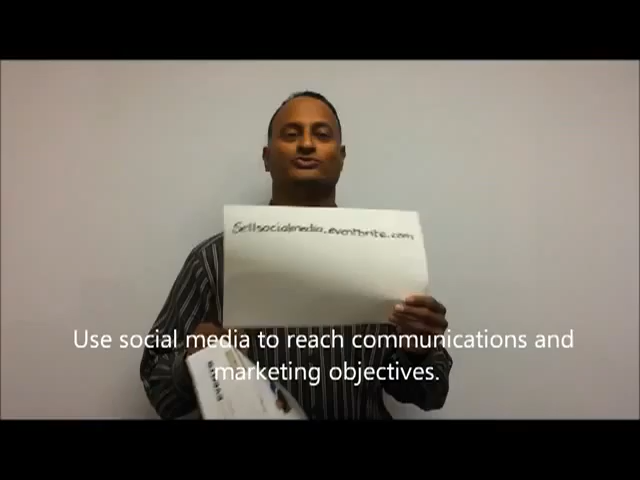 Sellsocialmedia.eventbrite.com
Use social media to reach communications and
marketing objectives.